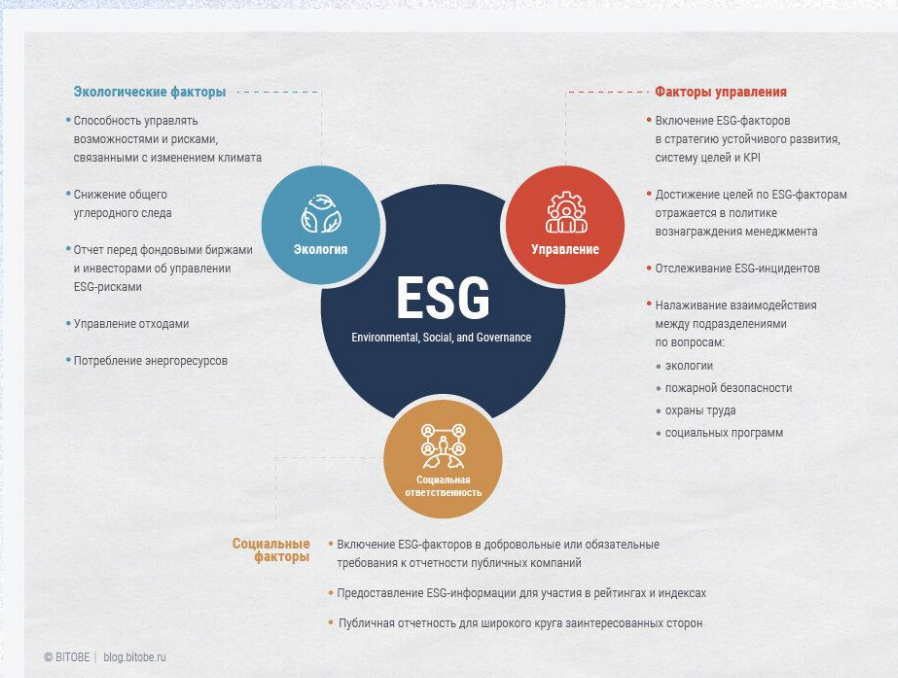 Экологические факторы
• Способность управлять
возможностями и рисками,
связанными с изменением климата
• Снижение общего
углеродного следа
• Отчет перед фондовыми биржами
и инвесторами об управлении
ESG-рисками
• Управление отходами
• Потребление энергоресурсов
Экология
ESG
Environmental, Social, and Governance
Управление
Социальная
ответственность
Факторы управления
• Включение ESG-факторов
в стратегию устойчивого развития,
систему целей и KPI
• Достижение целей по ESG-факторам
отражается в политике
вознаграждения менеджмента
• Отслеживание ESG-инцидентов
• Налаживание взаимодействия
между подразделениями
по вопросам:
• экологии
• пожарной безопасности
• охраны труда
• социальных программ
Социальные
факторы
• Включение ESG-факторов в добровольные или обязательные
требования к отчетности публичных компаний
• Предоставление ESG-информации для участия в рейтингах и индексах
• Публичная отчетность для широкого круга заинтересованных сторон
© BITOBE | blog.bitobe.ru